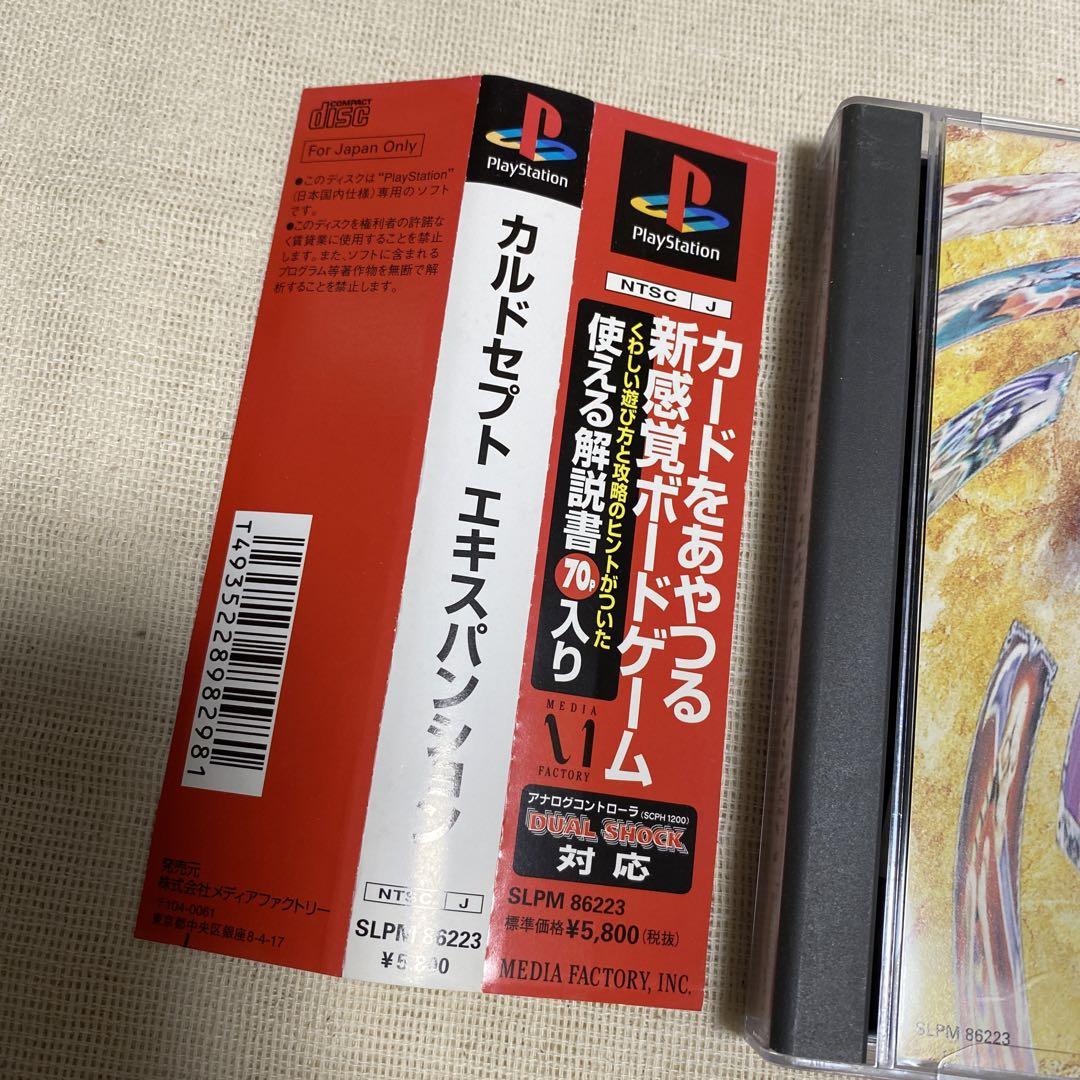 COMPACT
disc
For Japan Only
●このディスクは"PlayStation"
(日本国内仕様)専用のソフト
です。
●このディスクを権利者の許諾な
く賃貸業に使用することを禁止
します。また、ソフトに含まれる
プログラム等著作物を無断で解
析することを禁止します。
T4935228982981
発売元
株式会社メディアファクトリー
〒104-0061
東京都中央区銀座8-4-17
PlayStation
カルドセプト エキスパンション
NTSC J
SLPM 86223
¥5,800
PlayStation
NTSC J
カードをあやつる
新感覚ボードゲーム
くわしい遊び方と攻略のヒントがついた
使える解説書70p入り
MEDIA
FACTORY
アナログコントローラ(SCPH 1200)
DUAL SHOCK
対応
SLPM 86223
標準価格¥5,800(税抜)
MEDIA FACTORY, INC.
SLPM 86223